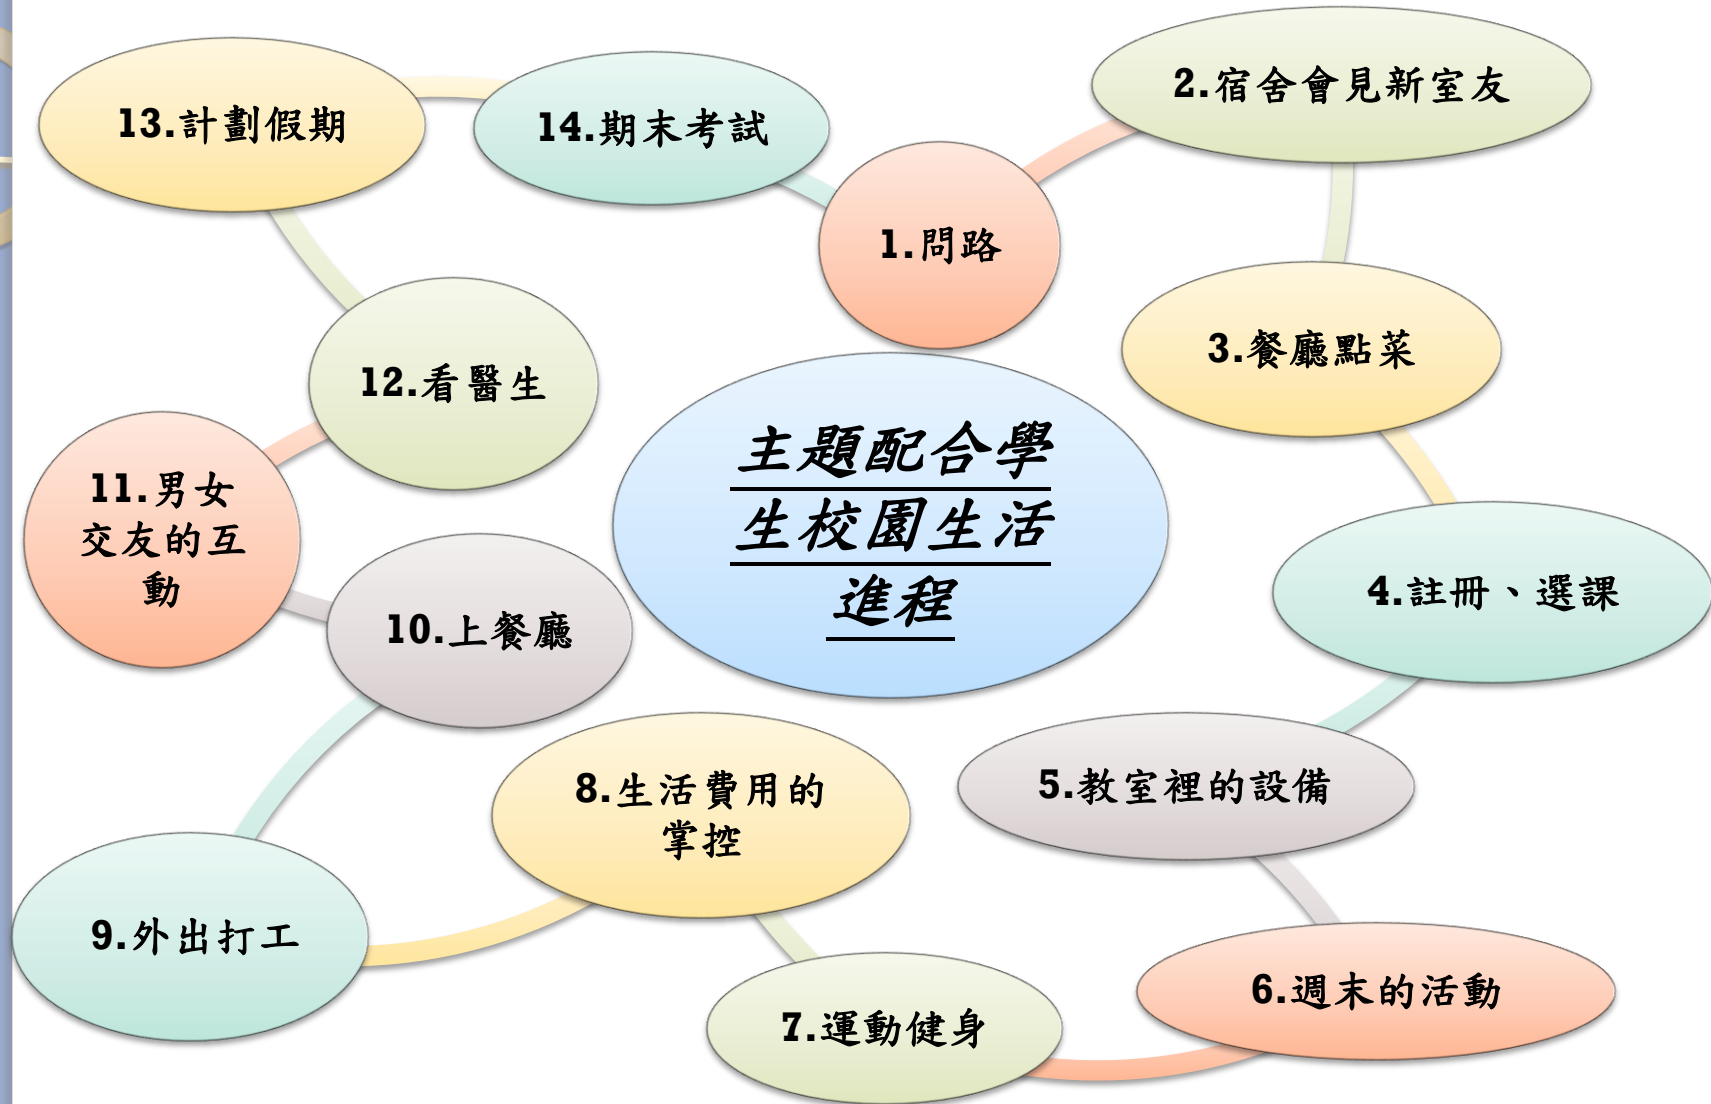 主題配合學
生校園生活
進程
1.問路
2.宿舍會見新室友
3.餐廳點菜
4.註冊、選課
5.教室裡的設備
6.週末的活動
7.運動健身
8.生活費用的
掌控
9.外出打工
10.上餐廳
11.男女
交友的互
動
12.看醫生
13.計劃假期
14.期末考試